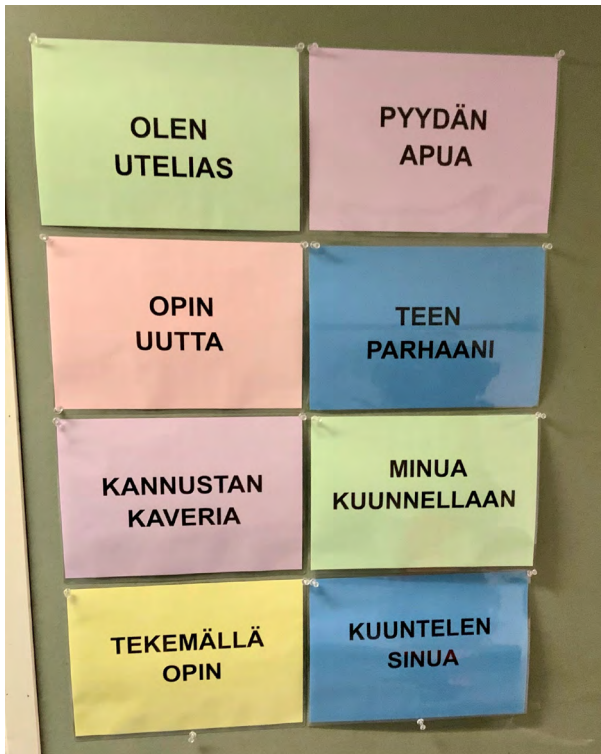 OLEN
UTELIAS
PYYDÄN
APUA
OPIN
UUTTA
TEEN
PARHAANI
KANNUSTAN
KAVERIA
MINUA
KUUNNELLAAN
TEKEMÄLLÄ
OPIN
KUUNTELEN
SINUA